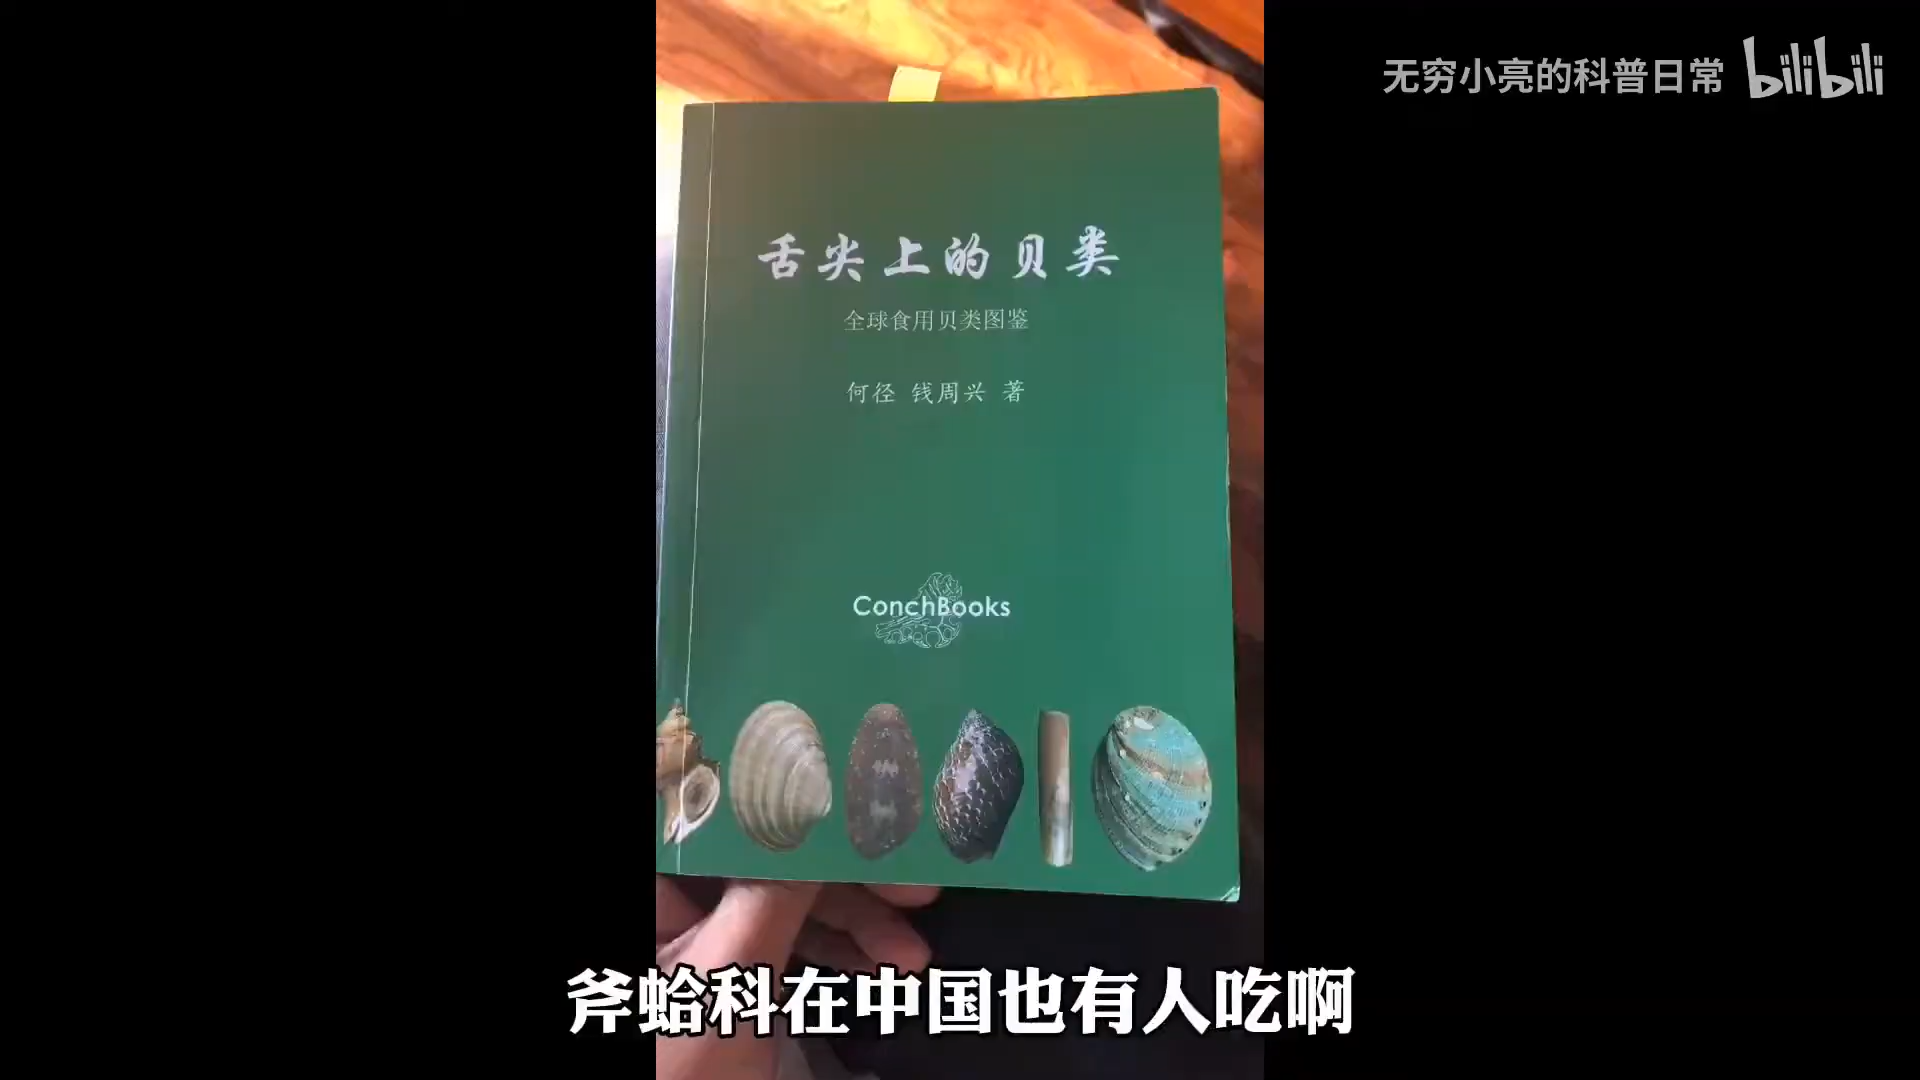 无穷小亮的科普日常 bilibili
舌尖上的贝类
全球食用贝类图鉴
何径 钱周兴 著
ConchBooks
斧蛤科在中国也有人吃啊